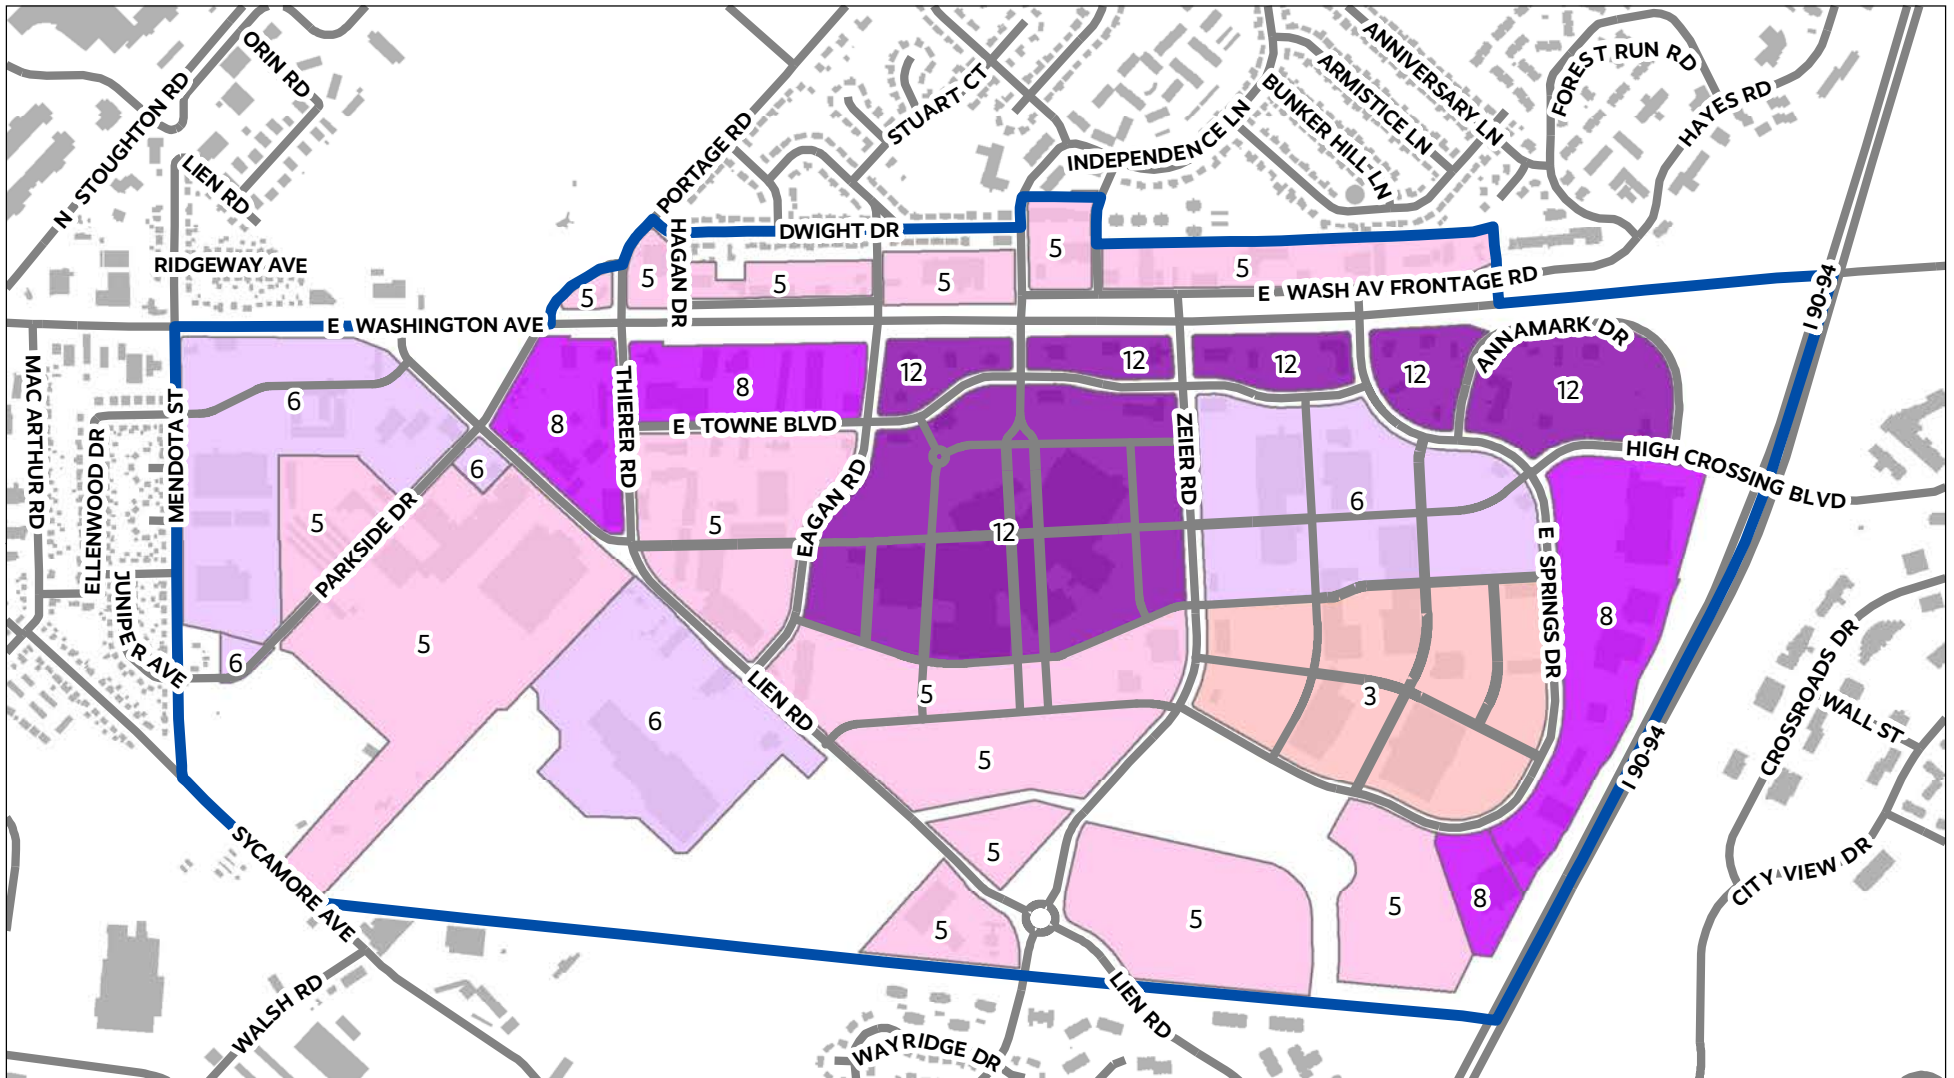 ORIN RD
N STOUGHTON RD
LIEN RD
RIDGEWAY AVE
PORTAGE RD
STUART CT
INDEPENDENCE LN
BUNKER HILL LN
ARMISTICE LN
ANNIVERSARY LN
FOREST RUN RD
HAYES RD
HAGAN DR
DWIGHT DR
5
5
5
5
5
5
E WASH AV FRONTAGE RD
I 90-94
E WASHINGTON AVE
MAC ARTHUR RD
MENDOTA ST
ELLENWOOD DR
JUNIPER AVE
6
6
6
5
PARKSIDE DR
5
8
THIERER RD
8
E TOWNE BLVD
5
EAGAN RD
12
12
12
12
ANNAMARK DR
12
12
ZEIER RD
6
HIGH CROSSING BLVD
E SPRINGS DR
8
3
6
LIEN RD
5
5
5
5
5
5
8
I 90-94
CROSSROADS DR
WALL ST
CITY VIEW DR
SYCAMORE AVE
WALSH RD
WAYRIDGE DR
LIEN RD